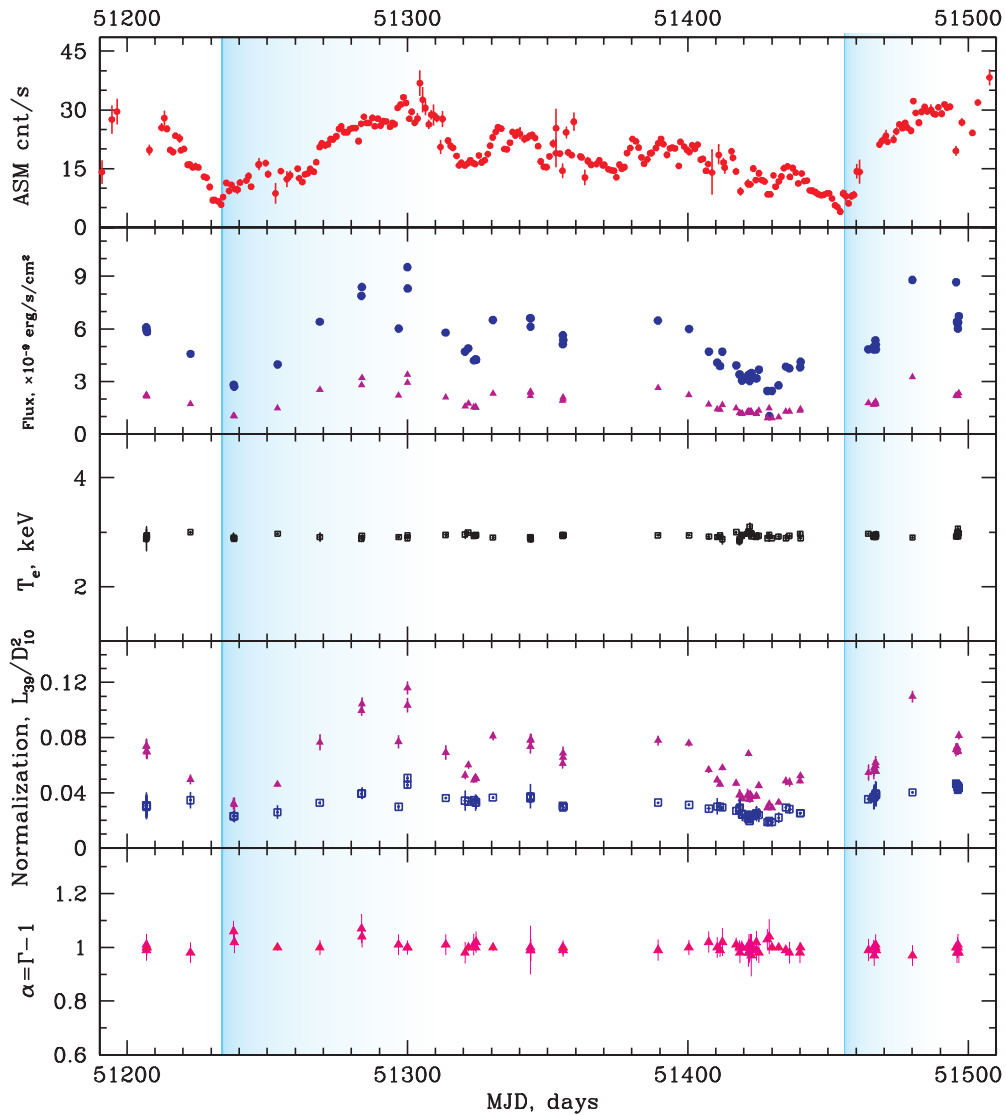 51200 51300 51400 51500
45
30
15
0
ASM cnt/s
9
6
3
0
Flux, ×10⁻⁹ erg/s/cm²
4
2
Tₑ, keV
0.12
0.08
0.04
0
Normalization, L₃₉/D²₁₀
1.2
1
0.8
0.6
α=Γ−1
51200 51300 51400 51500
MJD, days